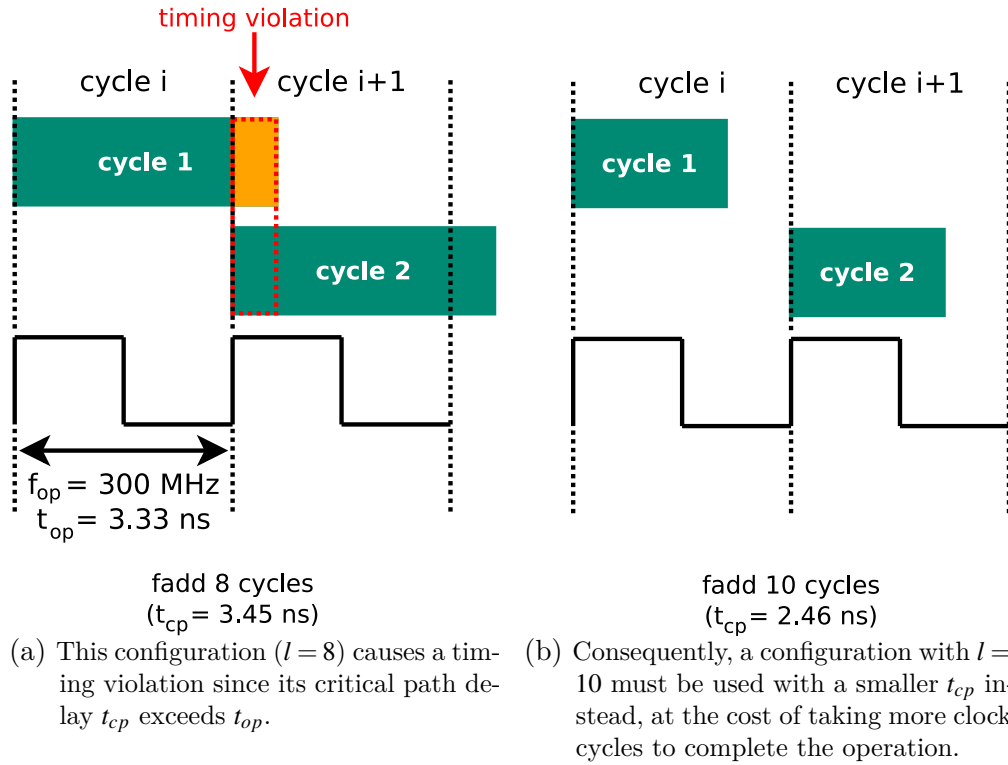 timing violation
cycle i
cycle i+1
cycle 1
cycle 2
f_op = 300 MHz
t_op = 3.33 ns
fadd 8 cycles
(t_cp = 3.45 ns)
(a) This configuration (l = 8) causes a tim-
ing violation since its critical path de-
lay t_cp exceeds t_op.
cycle i
cycle i+1
cycle 1
cycle 2
fadd 10 cycles
(t_cp = 2.46 ns)
(b) Consequently, a configuration with l =
10 must be used with a smaller t_cp in-
stead, at the cost of taking more clock
cycles to complete the operation.